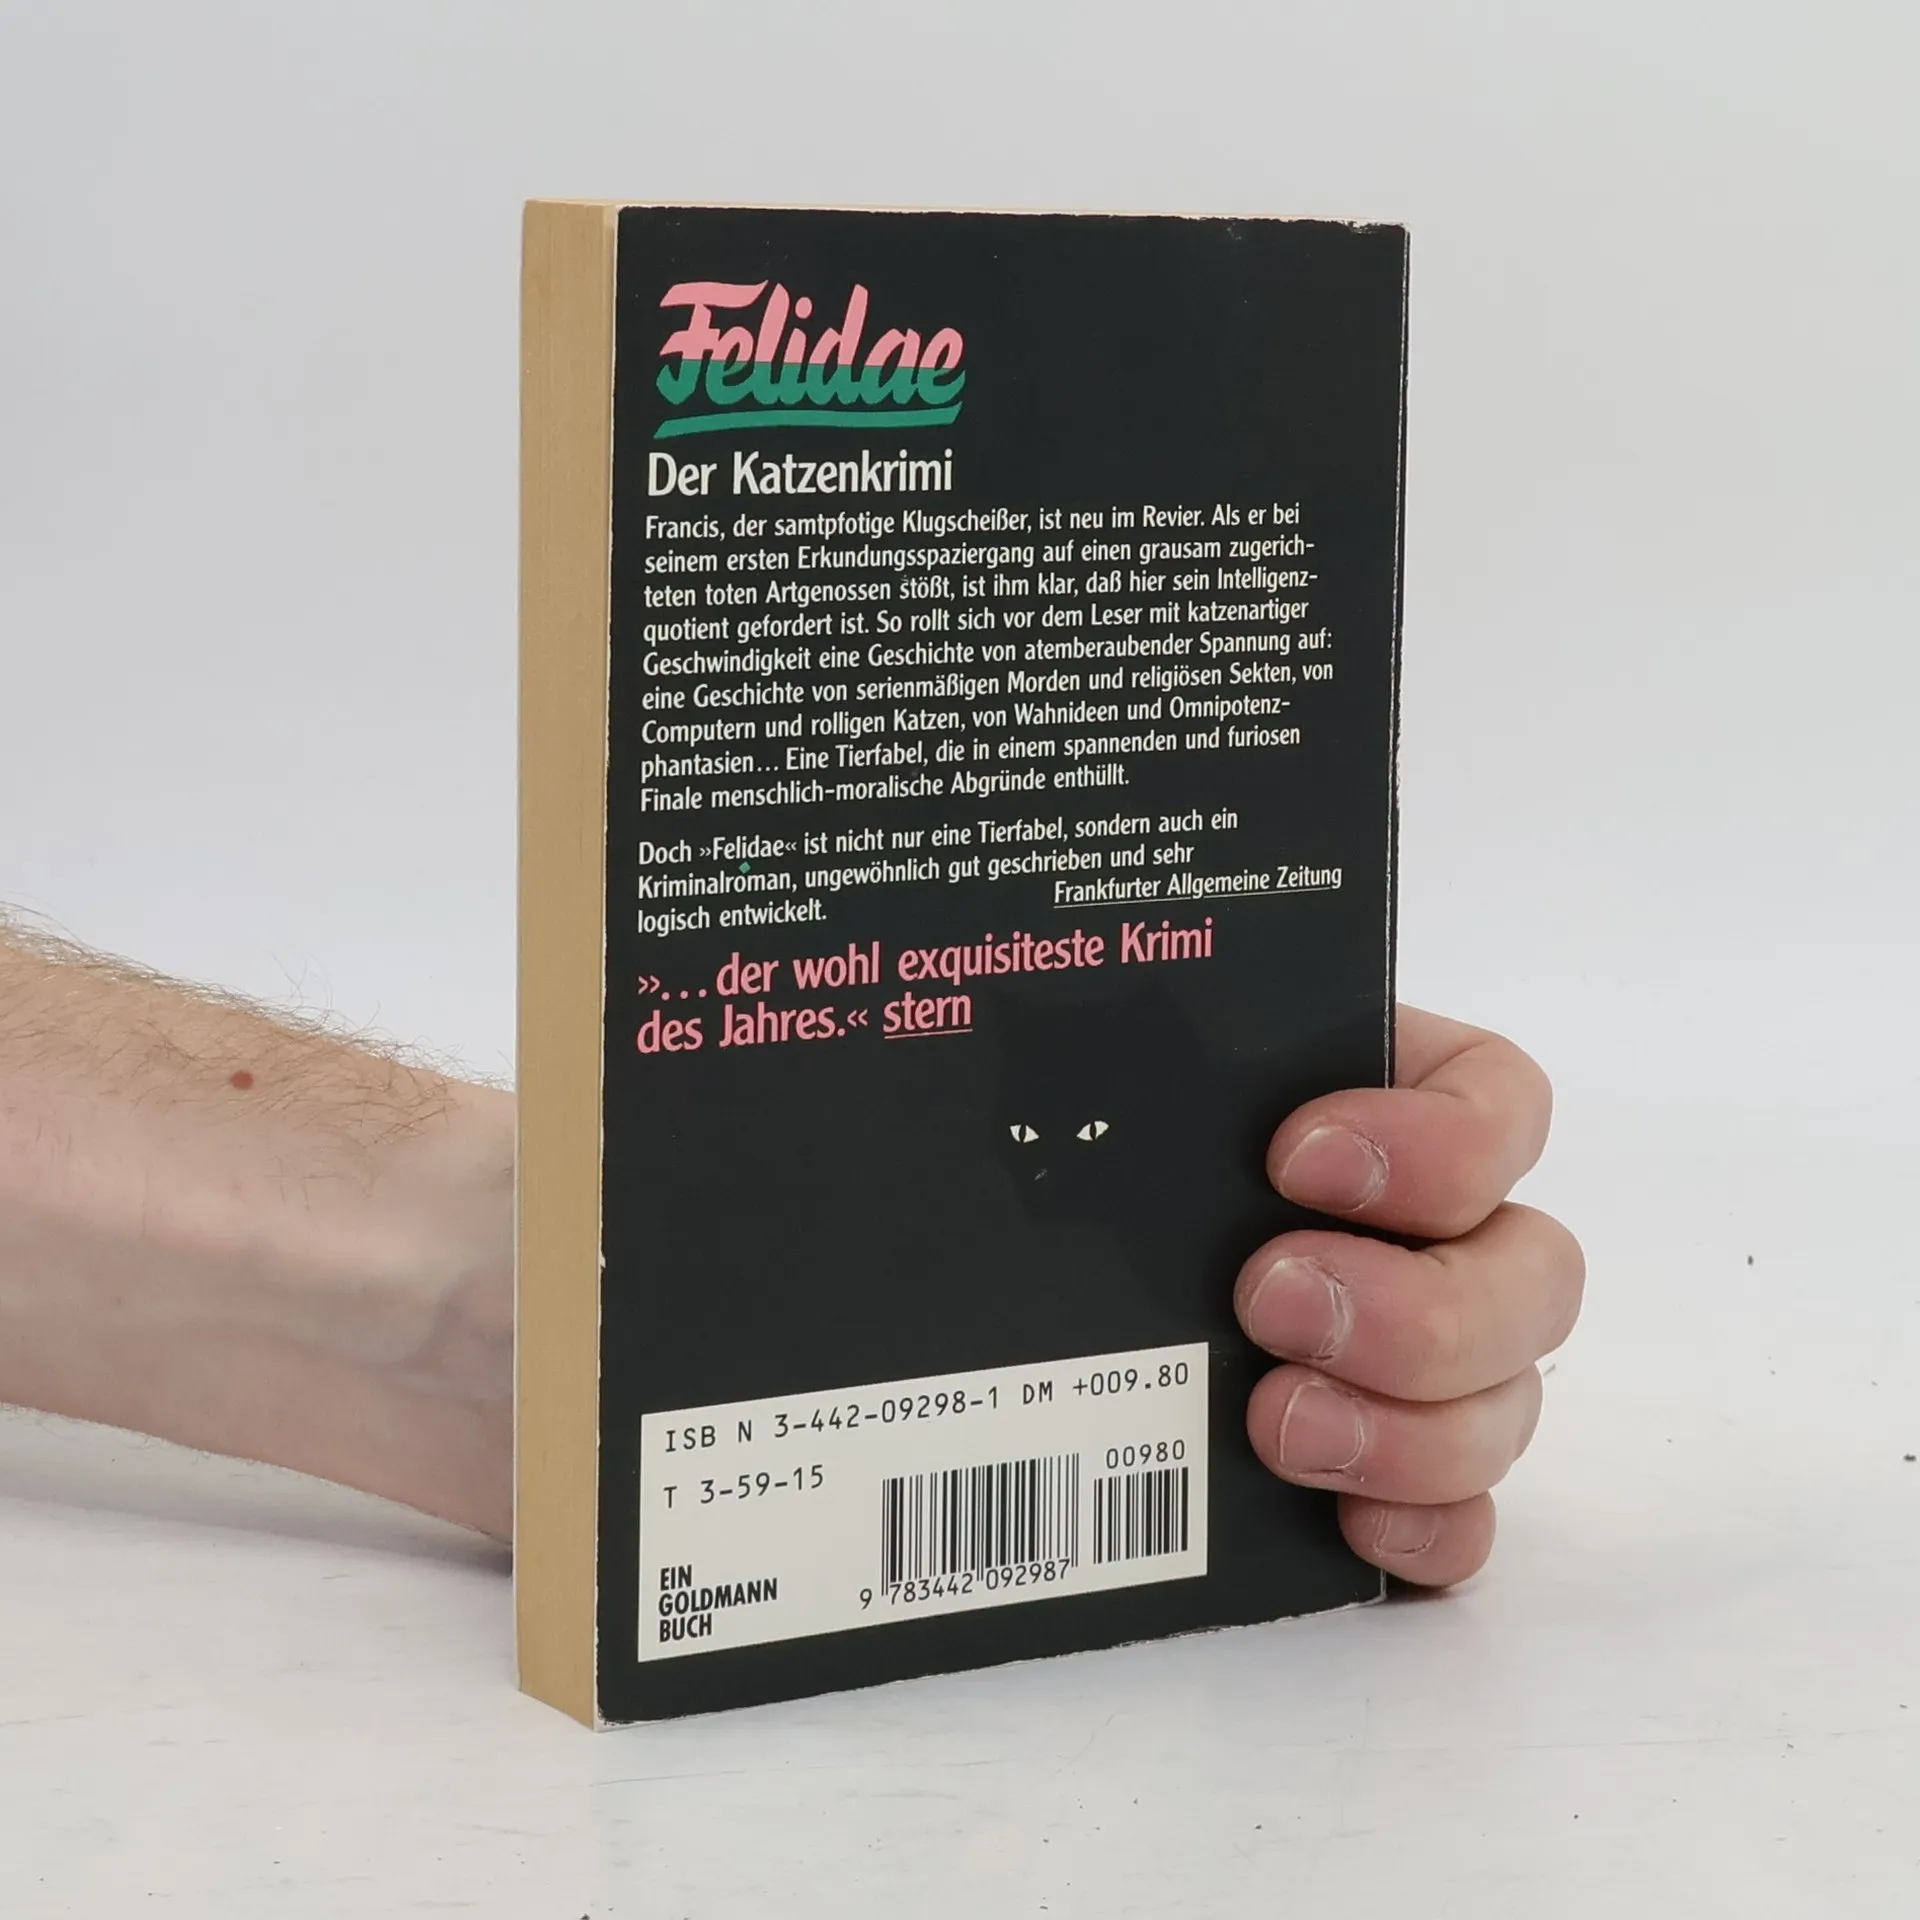 Felidae
Der Katzenkrimi
Francis, der samtpfotige Klugscheißer, ist neu im Revier. Als er bei
seinem ersten Erkundungsspaziergang auf einen grausam zugerich-
teten toten Artgenossen stößt, ist ihm klar, daß hier sein Intelligenz-
quotient gefordert ist. So rollt sich vor dem Leser mit katzenartiger
Geschwindigkeit eine Geschichte von atemberaubender Spannung auf:
eine Geschichte von serienmäßigen Morden und religiösen Sekten, von
Computern und rolligen Katzen, von Wahnideen und Omnipotenz-
phantasien... Eine Tierfabel, die in einem spannenden und furiosen
Finale menschlich-moralische Abgründe enthüllt.
Doch »Felidae« ist nicht nur eine Tierfabel, sondern auch ein
Kriminalroman, ungewöhnlich gut geschrieben und sehr
logisch entwickelt.
Frankfurter Allgemeine Zeitung
»...der wohl exquisiteste Krimi
des Jahres.« stern
ISB N 3-442-09298-1 DM +009.80
T 3-59-15
00980
9 783442 092987
EIN
GOLDMANN
BUCH